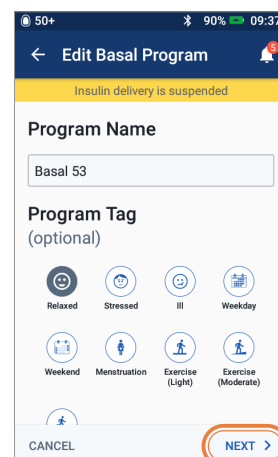 50+ 90% 09:37
Edit Basal Program 5
Insulin delivery is suspended
Program Name
Basal 53
Program Tag
(optional)
Relaxed Stressed Ill Weekday
Weekend Menstruation Exercise (Light) Exercise (Moderate)
CANCEL NEXT